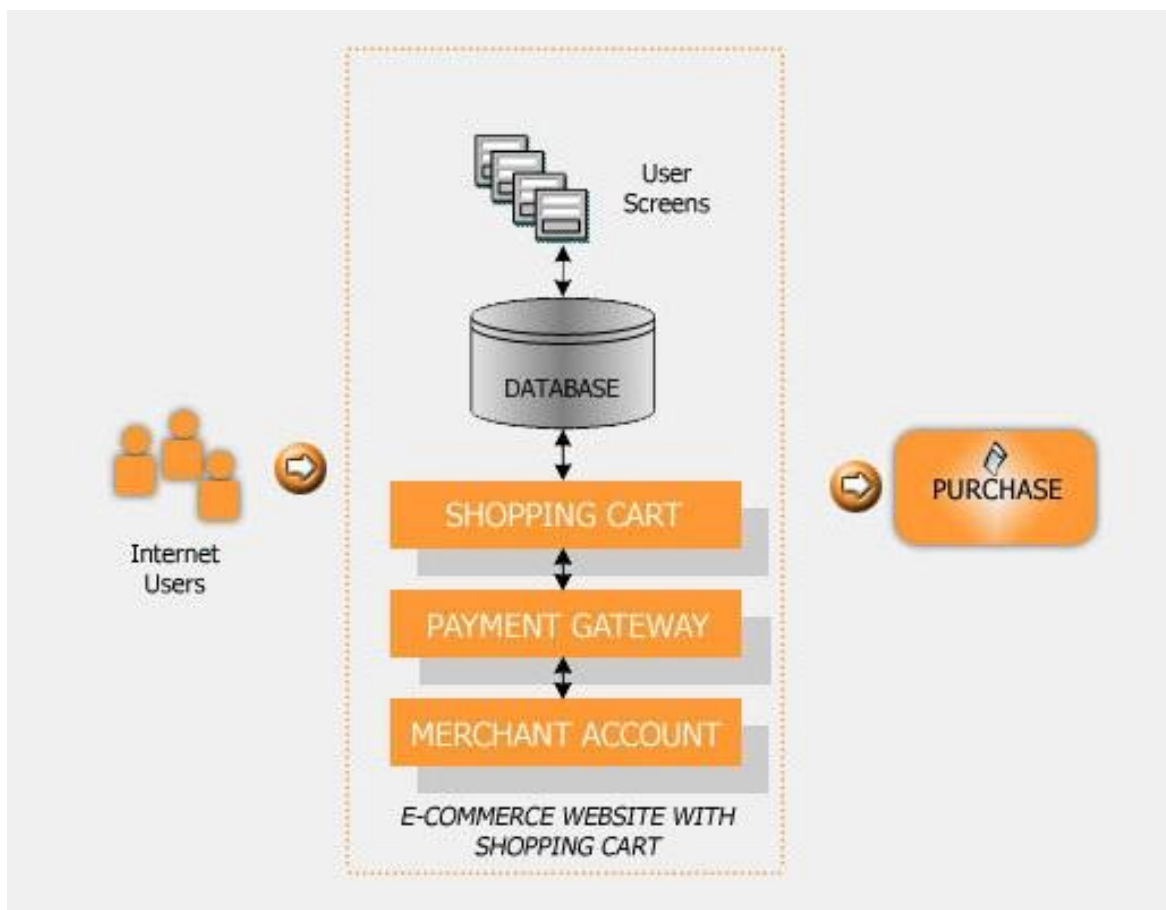 User
Screens
DATABASE
Internet
Users
SHOPPING CART
PAYMENT GATEWAY
MERCHANT ACCOUNT
E-COMMERCE WEBSITE WITH
SHOPPING CART
PURCHASE